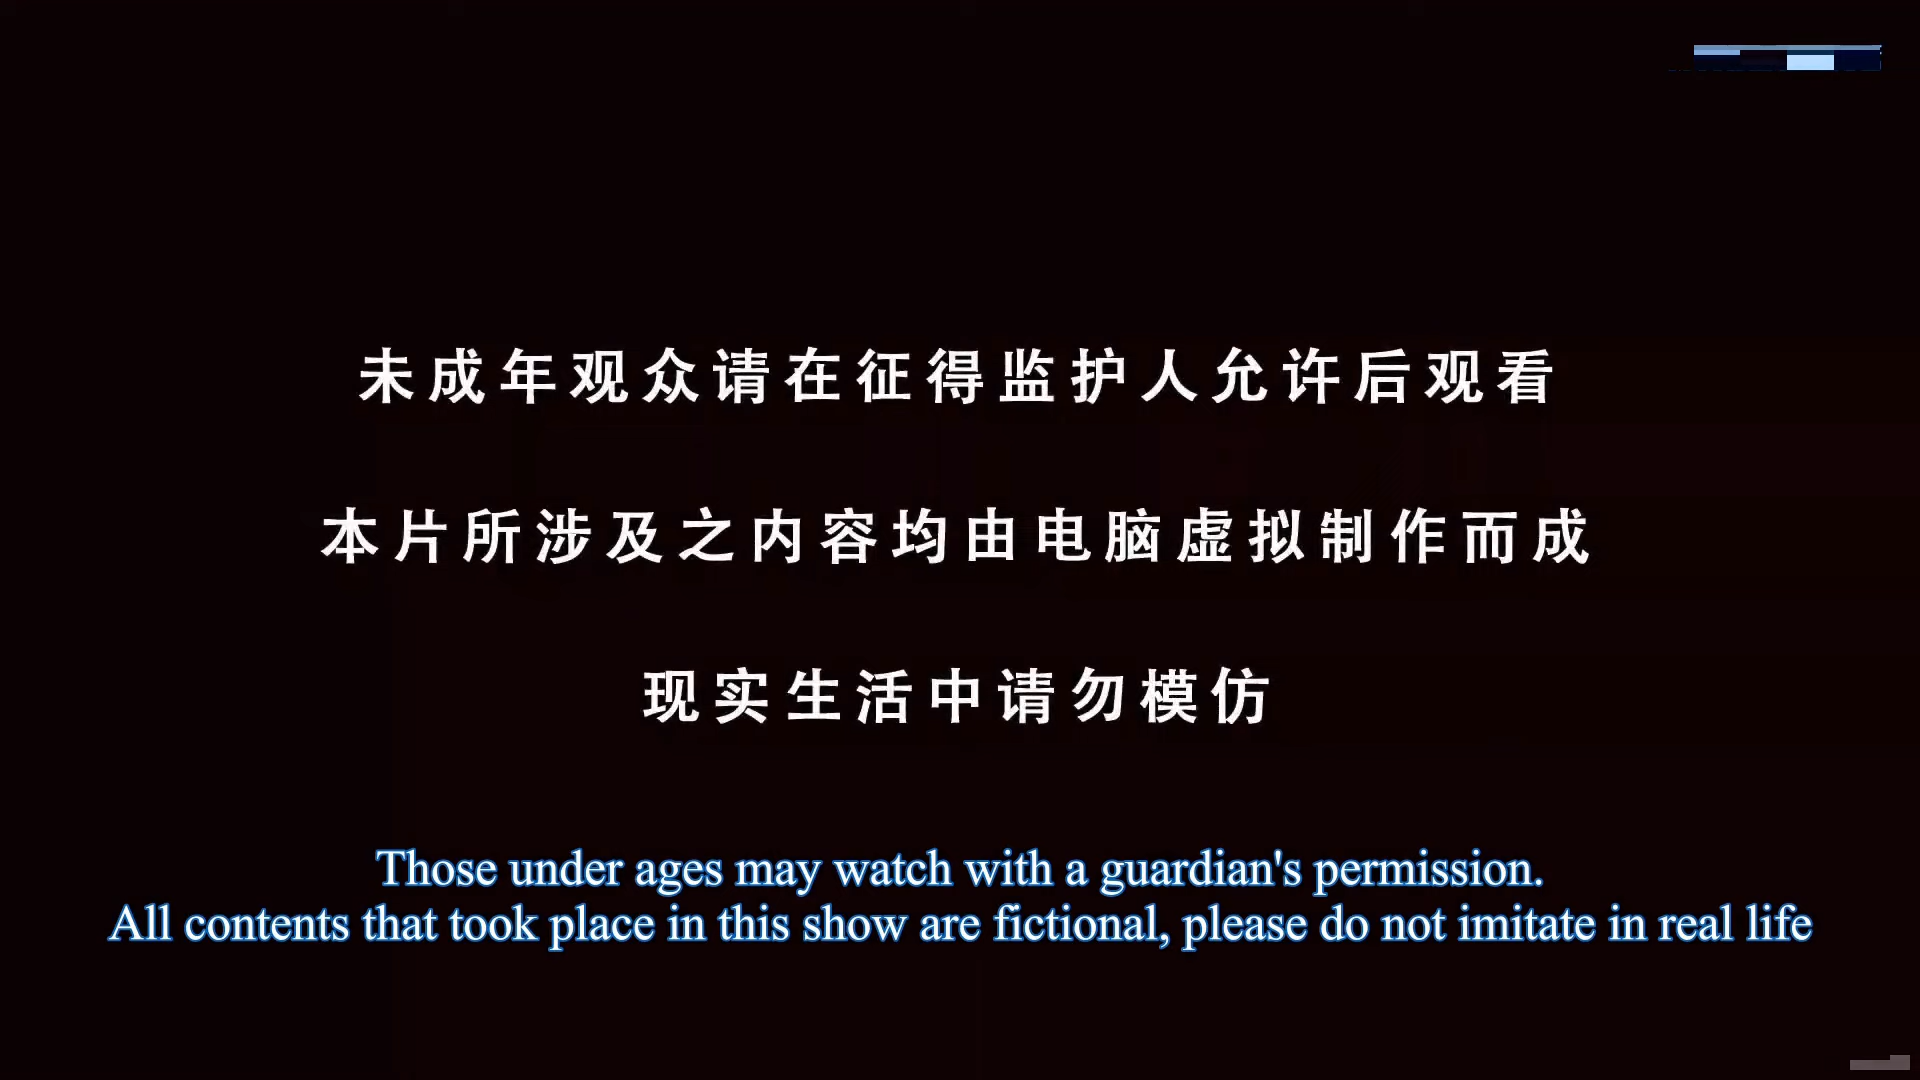 未成年观众请在征得监护人允许后观看
本片所涉及之内容均由电脑虚拟制作而成
现实生活中请勿模仿
Those under ages may watch with a guardian's permission.
All contents that took place in this show are fictional, please do not imitate in real life